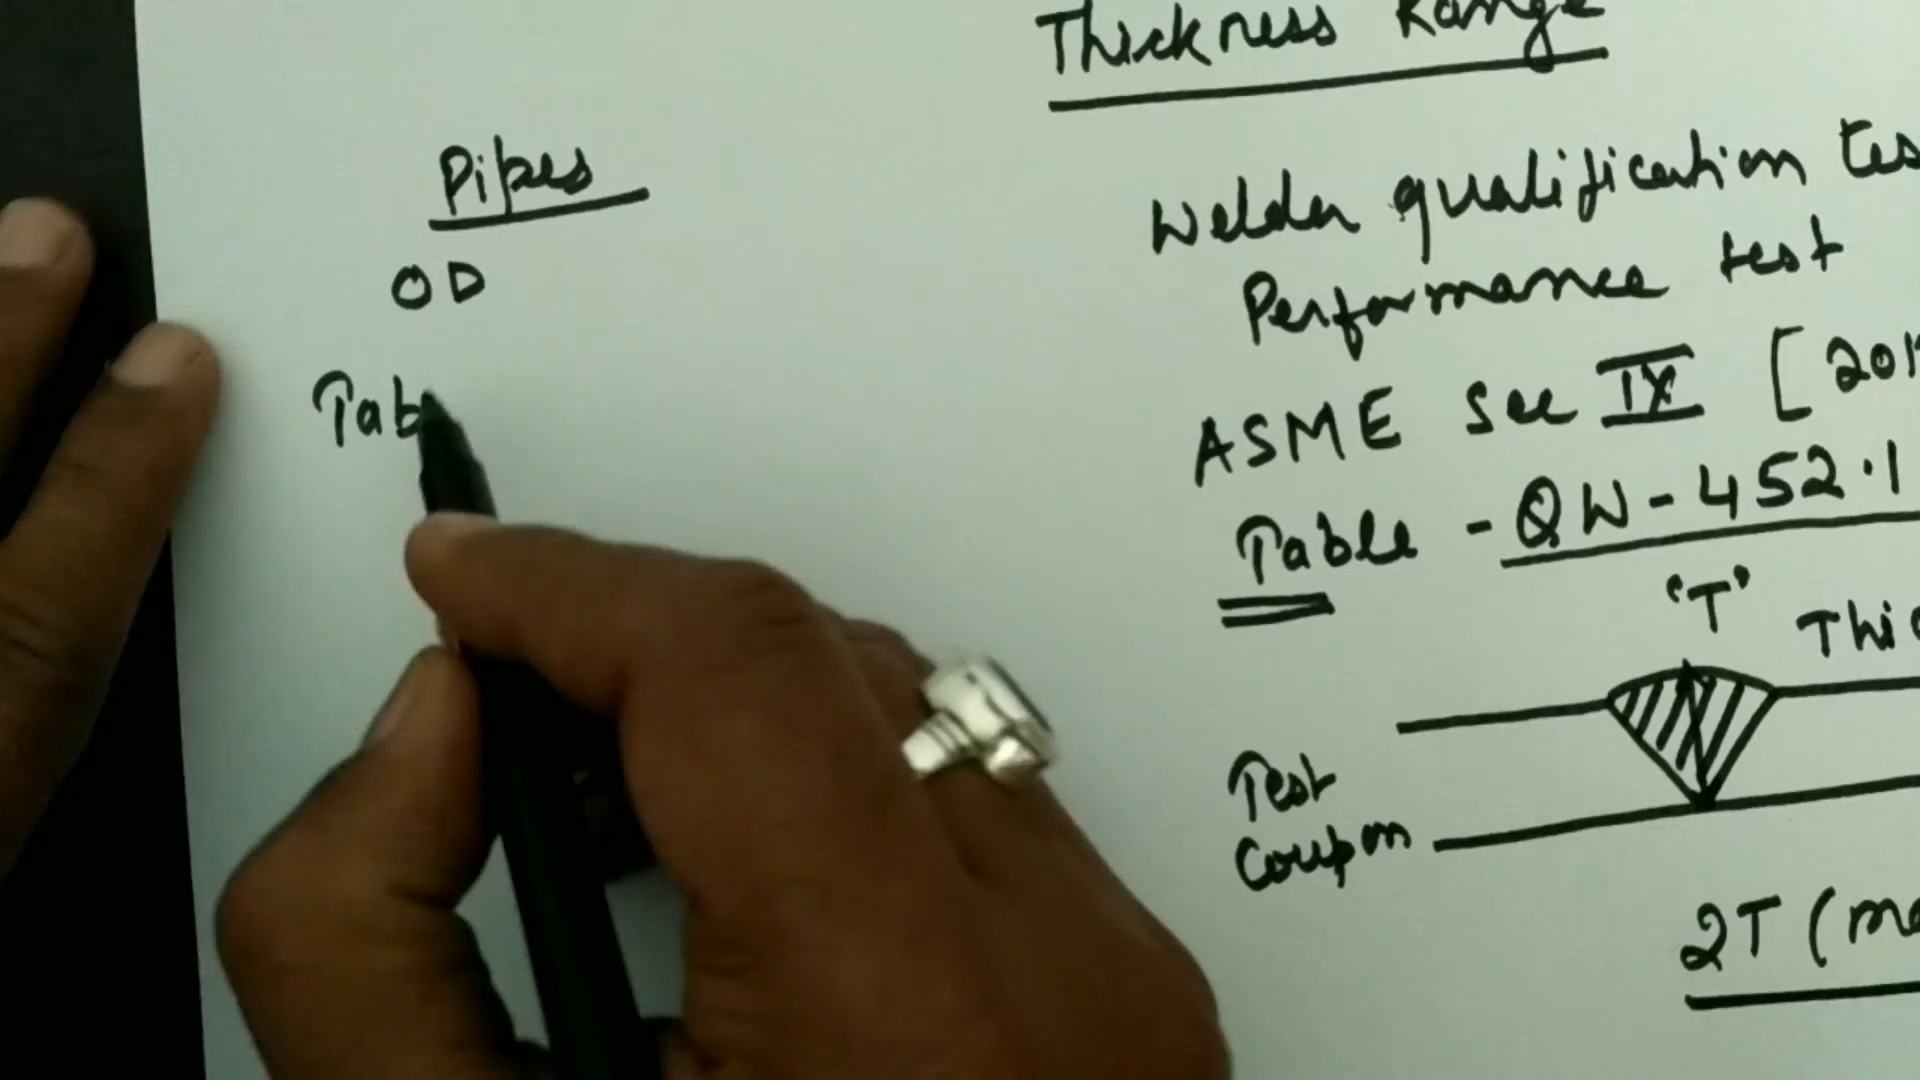 Thickness Range
Pipes
OD
Tab
Welder qualification tes
Performance test
ASME Sec IX [201
Table - QW-452.1
'T'
Thic
Test
Coupon
2T (ma